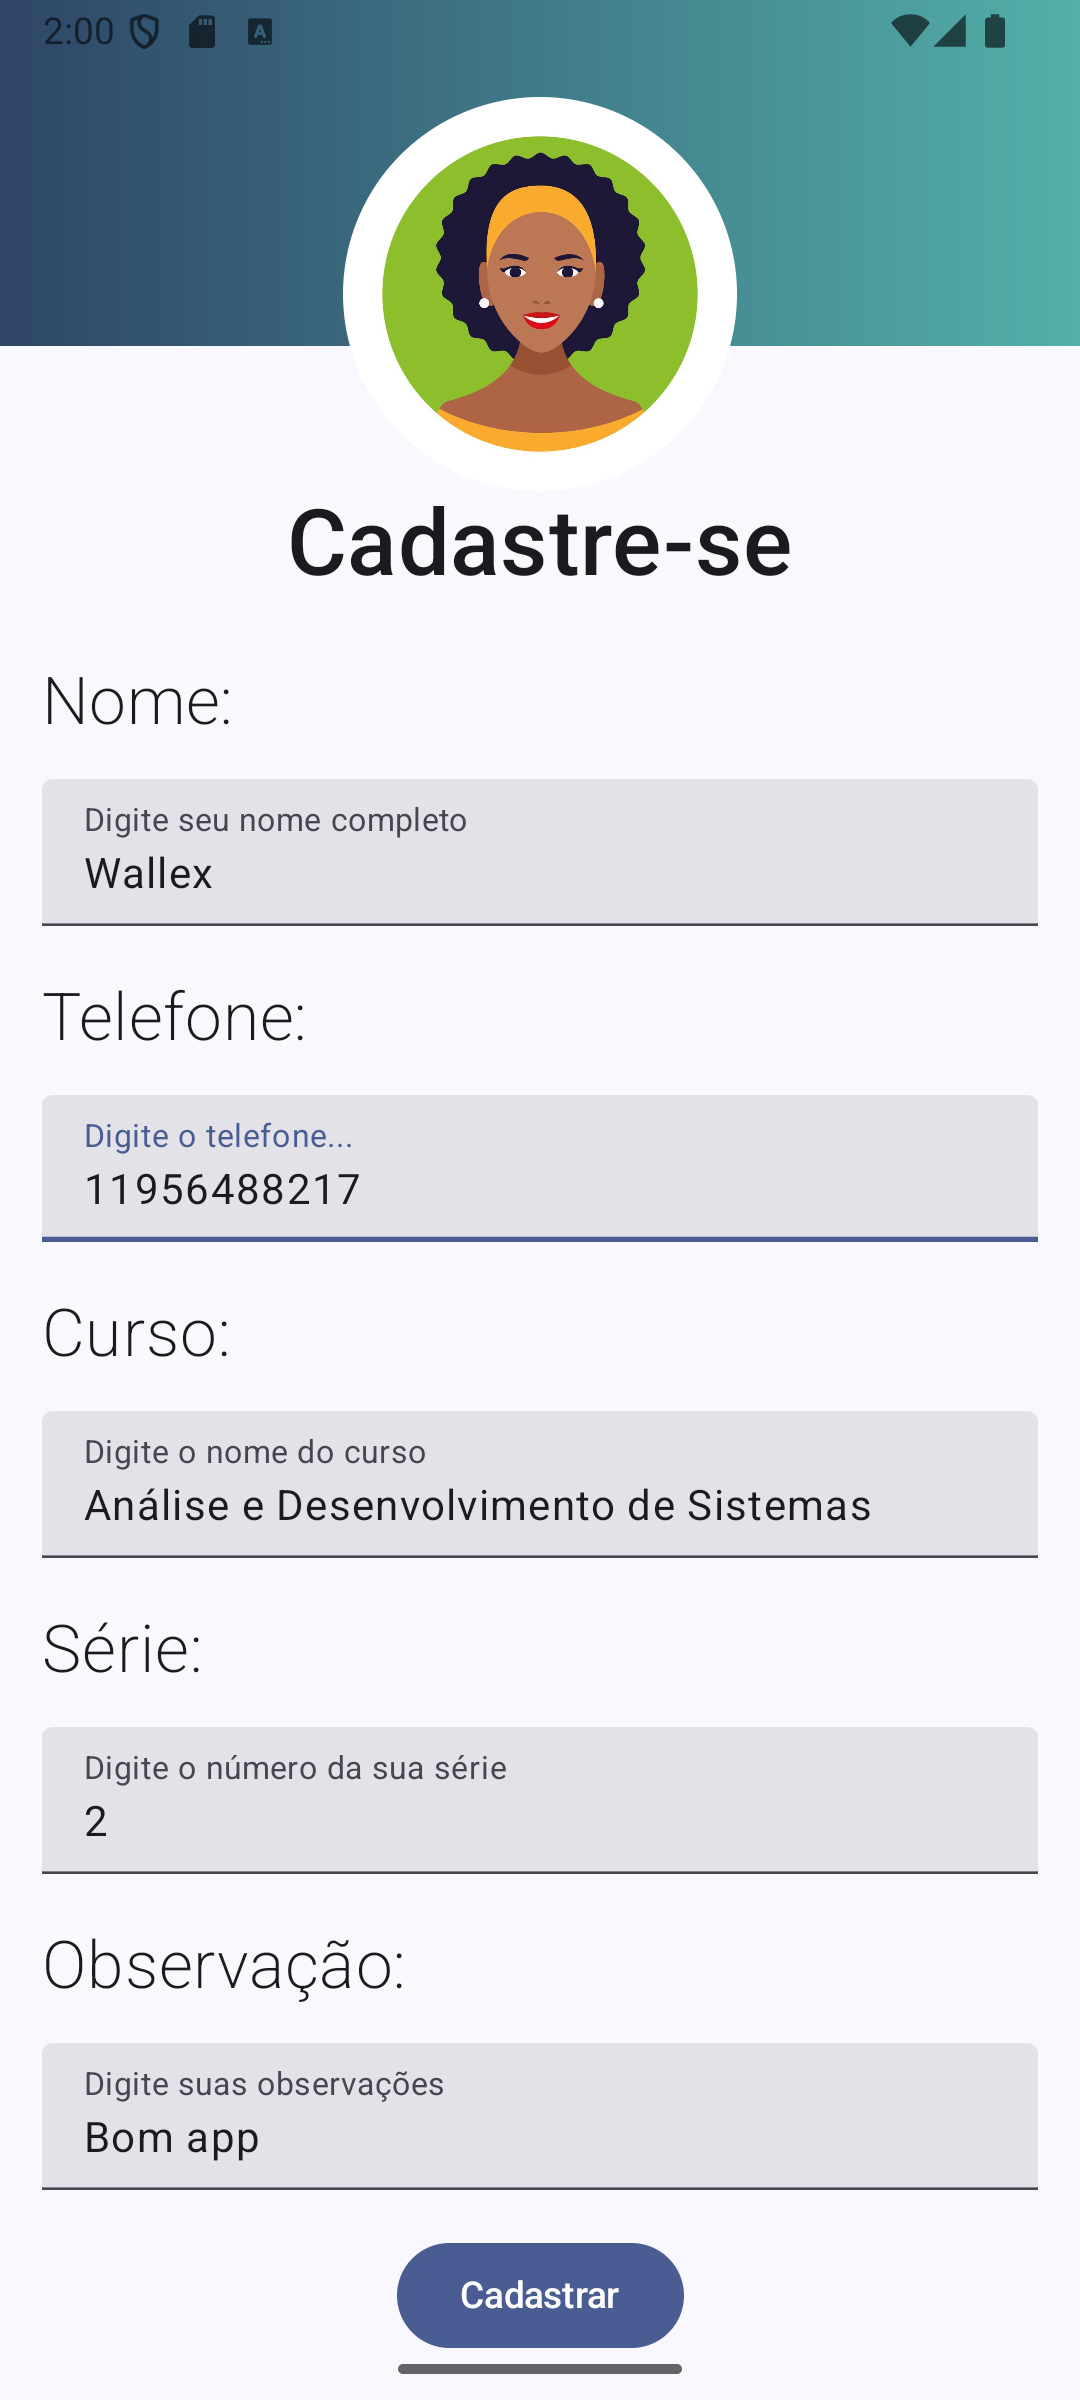 2:00
Cadastre-se
Nome:
Digite seu nome completo
Wallex
Telefone:
Digite o telefone...
11956488217
Curso:
Digite o nome do curso
Análise e Desenvolvimento de Sistemas
Série:
Digite o número da sua série
2
Observação:
Digite suas observações
Bom app
Cadastrar